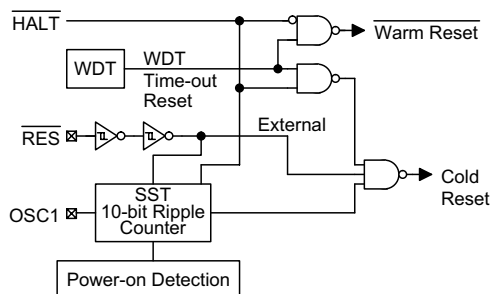 HALT
Warm Reset
WDT
WDT
Time-out
Reset
RES
External
Cold
Reset
SST
10-bit Ripple
Counter
OSC1
Power-on Detection